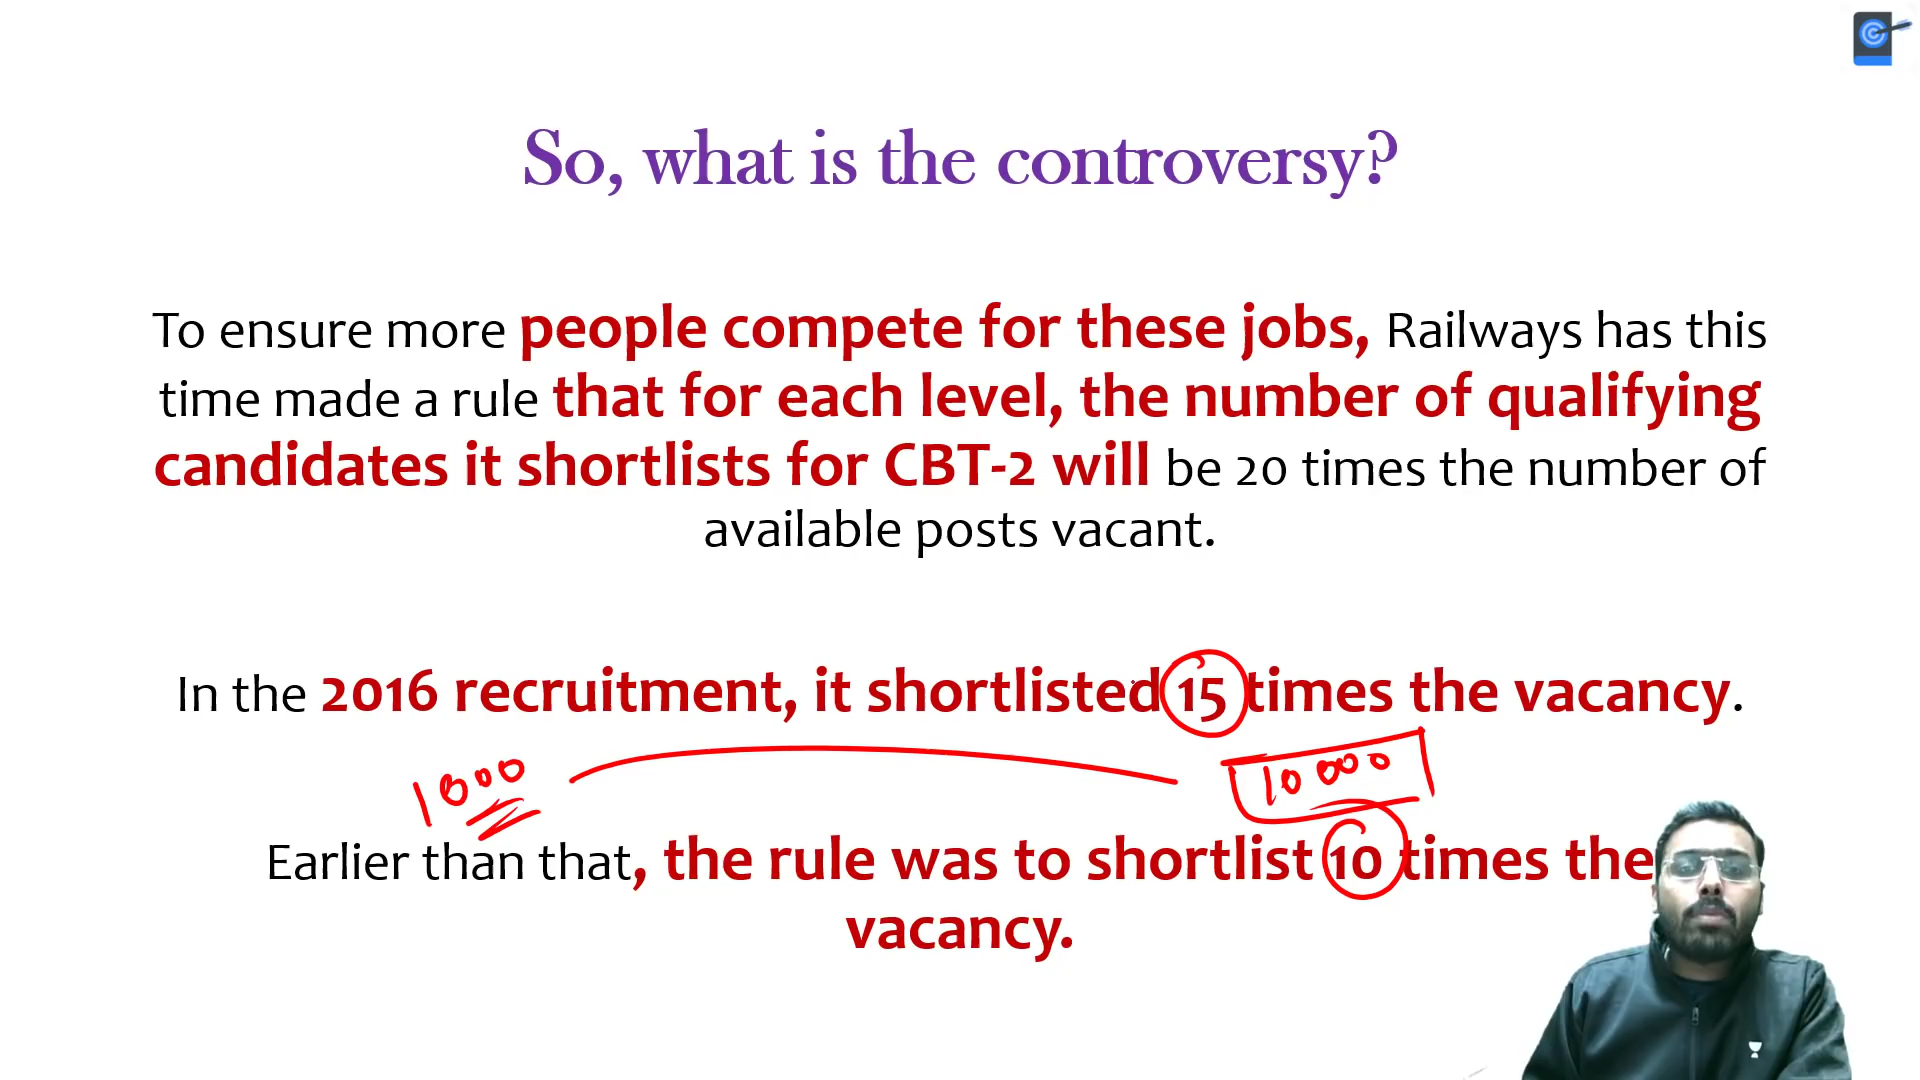 So, what is the controversy?
To ensure more people compete for these jobs, Railways has this
time made a rule that for each level, the number of qualifying
candidates it shortlists for CBT-2 will be 20 times the number of
available posts vacant.
In the 2016 recruitment, it shortlisted 15 times the vacancy.
1000
10000
Earlier than that, the rule was to shortlist 10 times the
vacancy.